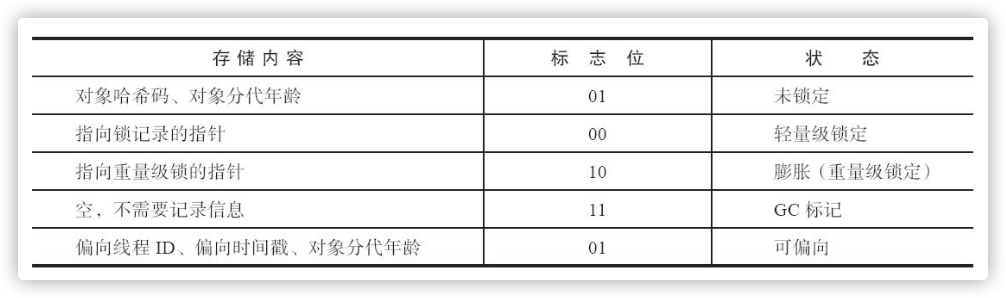 存储内容 标志位 状态
对象哈希码、对象分代年龄 01 未锁定
指向锁记录的指针 00 轻量级锁定
指向重量级锁的指针 10 膨胀（重量级锁定）
空，不需要记录信息 11 GC 标记
偏向线程 ID、偏向时间戳、对象分代年龄 01 可偏向